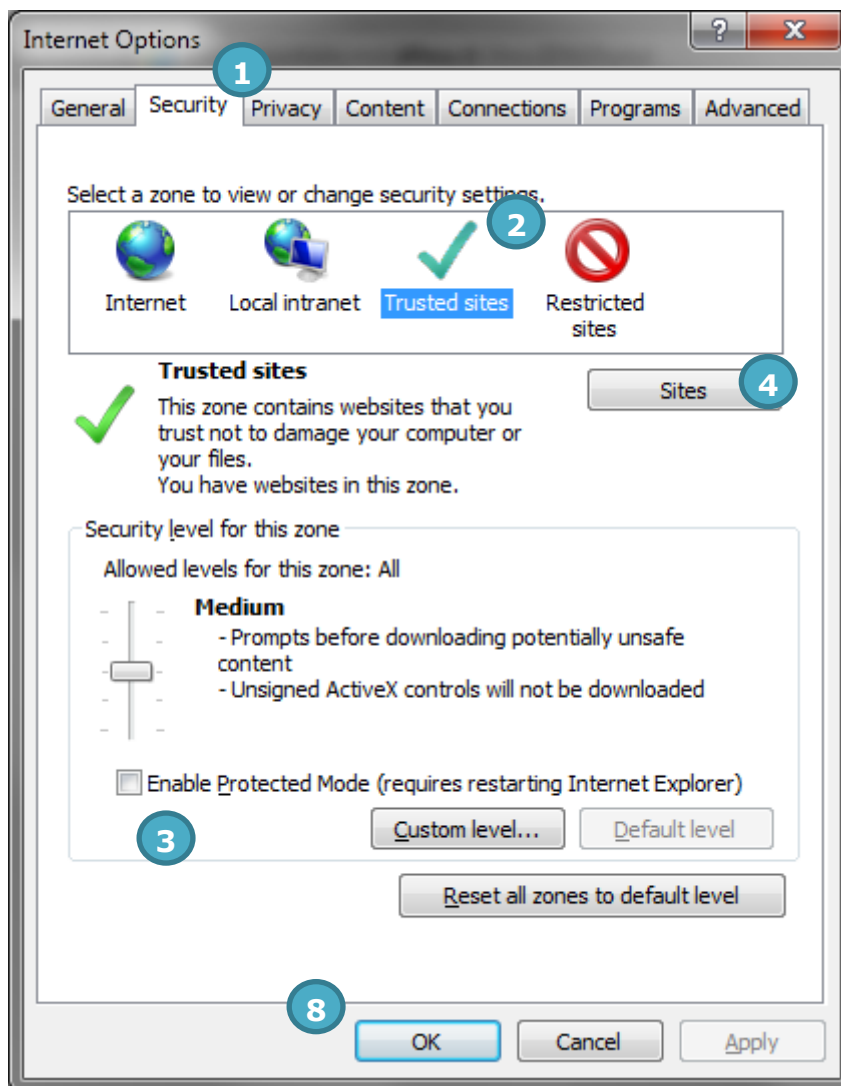 Internet Options
?
X
1
General Security Privacy Content Connections Programs Advanced
Select a zone to view or change security settings.
2
Internet Local intranet Trusted sites Restricted
sites
Trusted sites
Sites
4
This zone contains websites that you
trust not to damage your computer or
your files.
You have websites in this zone.
Security level for this zone
Allowed levels for this zone: All
Medium
- Prompts before downloading potentially unsafe
content
- Unsigned ActiveX controls will not be downloaded
Enable Protected Mode (requires restarting Internet Explorer)
3
Custom level... Default level
Reset all zones to default level
8
OK Cancel Apply